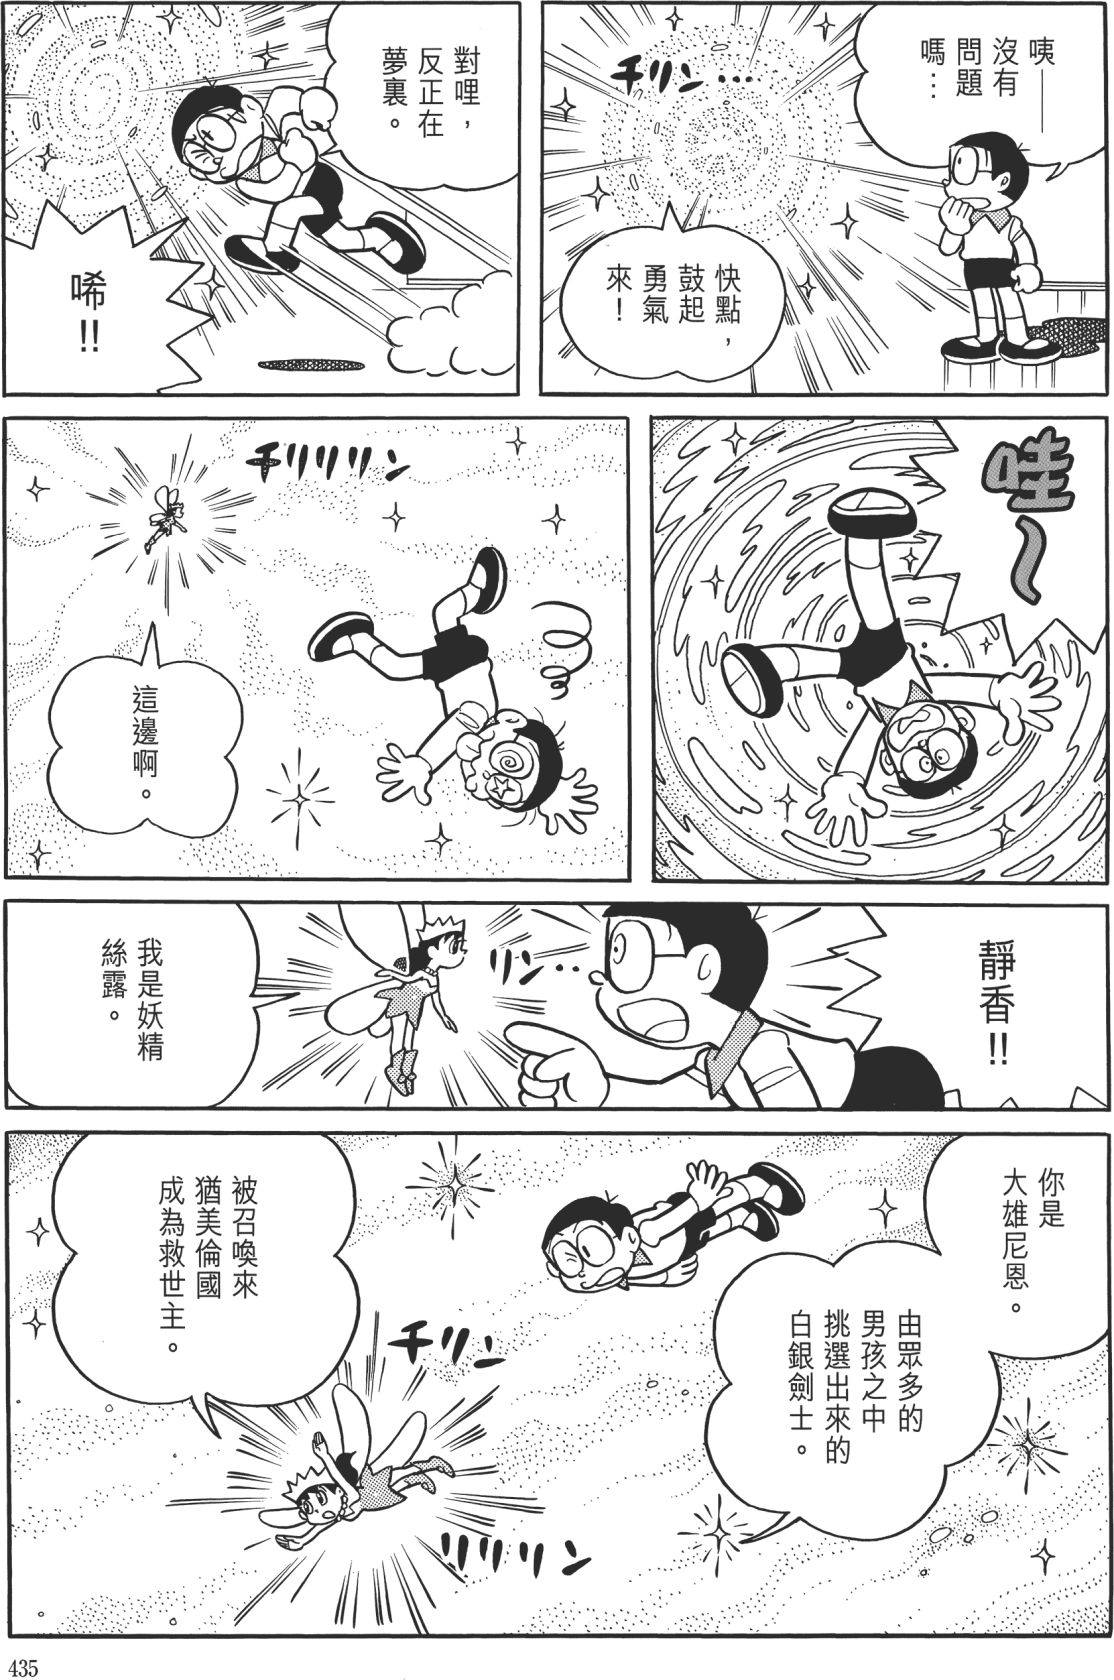 咦——
沒有
問題
嗎…
チリン…
快點，
鼓起
勇氣
來！
對哩，
反正在
夢裏。
唏!!
哇～
チリリリン
這邊啊。
靜香!!
リン…
我是妖精
絲露。
你是
大雄尼恩。
由眾多的
男孩之中
挑選出來的
白銀劍士。
被召喚來
猶美倫國
成為救世主。
チリン
リリリン
435